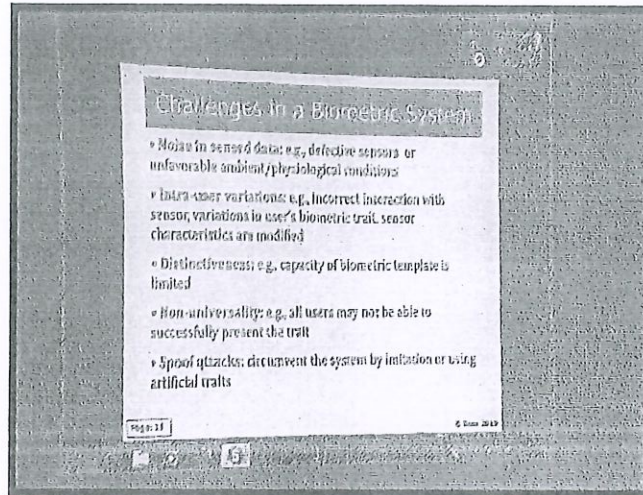 Challenges in a Biometric System
• Noise in sensed data: e.g., defective sensors or
unfavorable ambient/physiological conditions
• Intra-user variations: e.g., incorrect interaction with
sensor, variations in user's biometric trait, sensor
characteristics are modified
• Distinctiveness: e.g., capacity of biometric template is
limited
• Non-universality: e.g., all users may not be able to
successfully present the trait
• Spoof attacks: circumvent the system by imitation or using
artificial traits
Page:
© Ross 2010